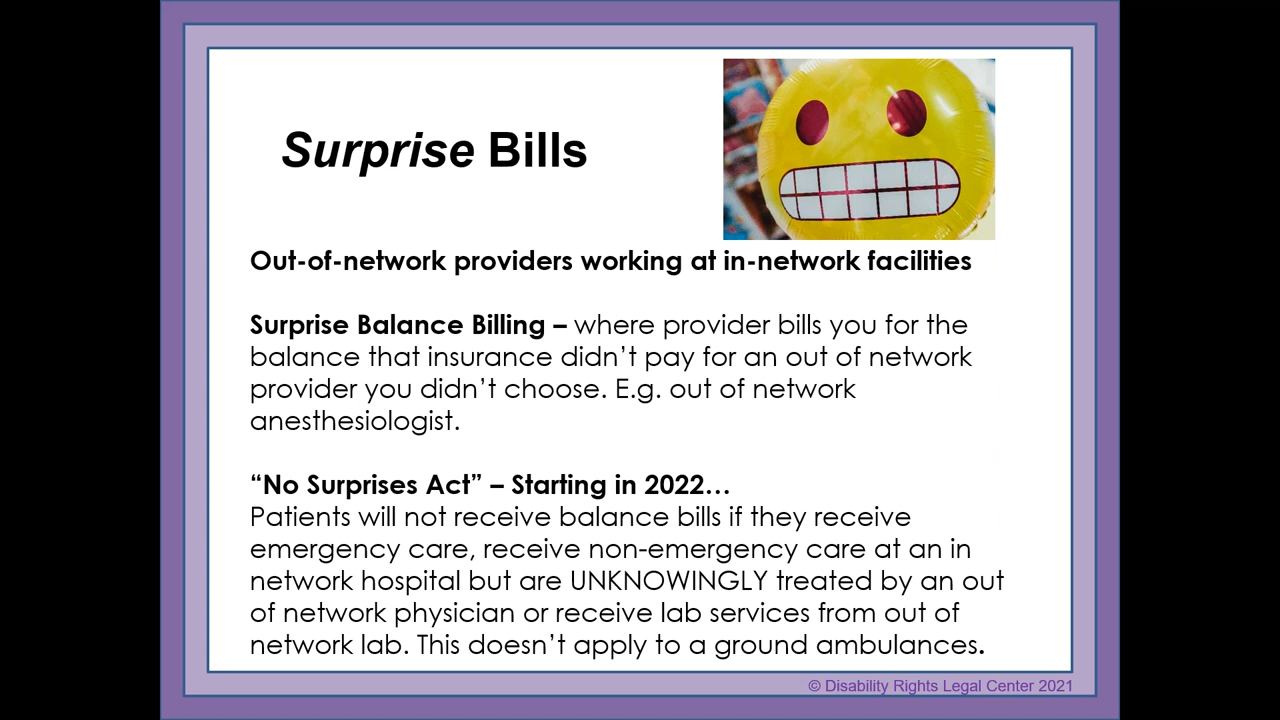 Surprise Bills
Out-of-network providers working at in-network facilities
Surprise Balance Billing – where provider bills you for the
balance that insurance didn’t pay for an out of network
provider you didn’t choose. E.g. out of network
anesthesiologist.
“No Surprises Act” – Starting in 2022…
Patients will not receive balance bills if they receive
emergency care, receive non-emergency care at an in
network hospital but are UNKNOWINGLY treated by an out
of network physician or receive lab services from out of
network lab. This doesn’t apply to a ground ambulances.
© Disability Rights Legal Center 2021